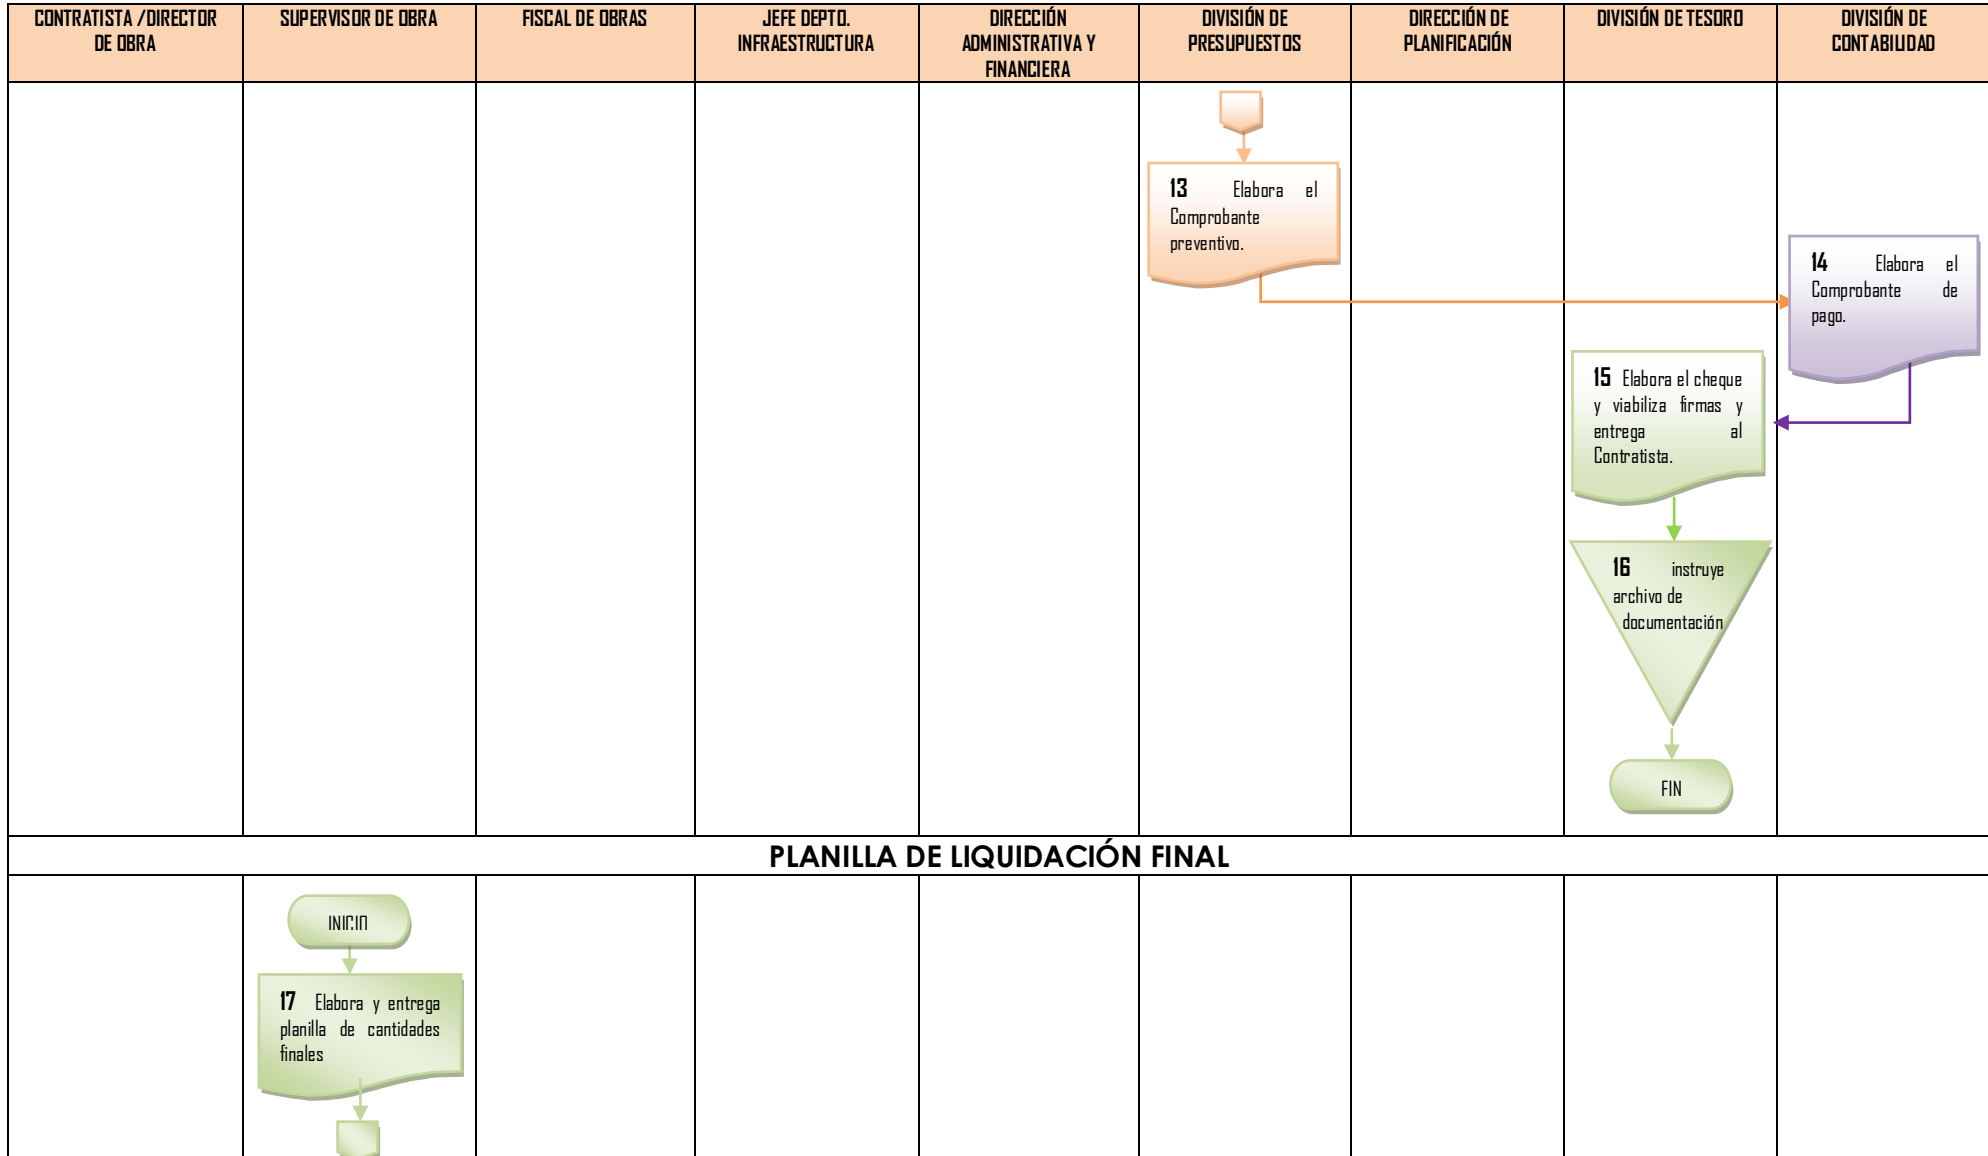 CONTRATISTA /DIRECTOR
DE OBRA
SUPERVISOR DE OBRA
FISCAL DE OBRAS
JEFE DEPTO.
INFRAESTRUCTURA
DIRECCIÓN
ADMINISTRATIVA Y
FINANCIERA
DIVISIÓN DE
PRESUPUESTOS
DIRECCIÓN DE
PLANIFICACIÓN
DIVISIÓN DE TESORO
DIVISIÓN DE
CONTABILIDAD
13 Elabora el
Comprobante
preventivo.
14 Elabora el
Comprobante de
pago.
15 Elabora el cheque
y viabiliza firmas y
entrega al
Contratista.
16 instruye
archivo de
documentación
FIN
PLANILLA DE LIQUIDACIÓN FINAL
INICIO
17 Elabora y entrega
planilla de cantidades
finales